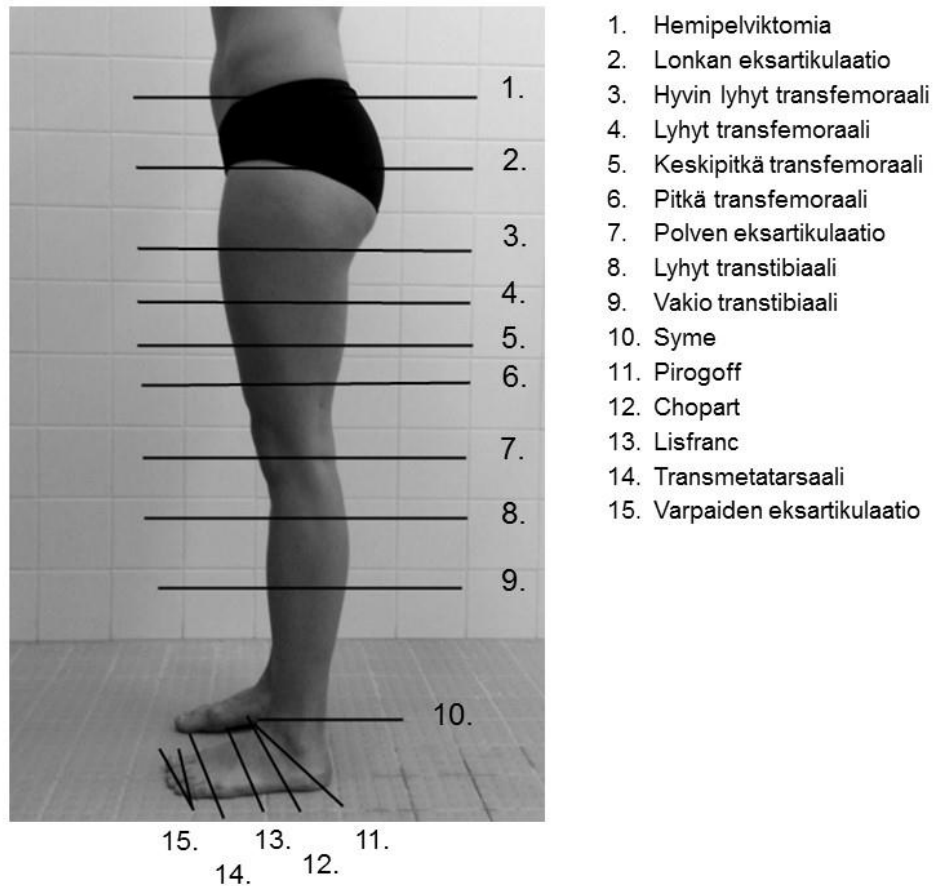 1.
2.
3.
4.
5.
6.
7.
8.
9.
10.
15. 13. 11.
14. 12.
1. Hemipelviktomia
2. Lonkan eksartikulaatio
3. Hyvin lyhyt transfemoraali
4. Lyhyt transfemoraali
5. Keskipitkä transfemoraali
6. Pitkä transfemoraali
7. Polven eksartikulaatio
8. Lyhyt transtibiaali
9. Vakio transtibiaali
10. Syme
11. Pirogoff
12. Chopart
13. Lisfranc
14. Transmetatarsaali
15. Varpaiden eksartikulaatio